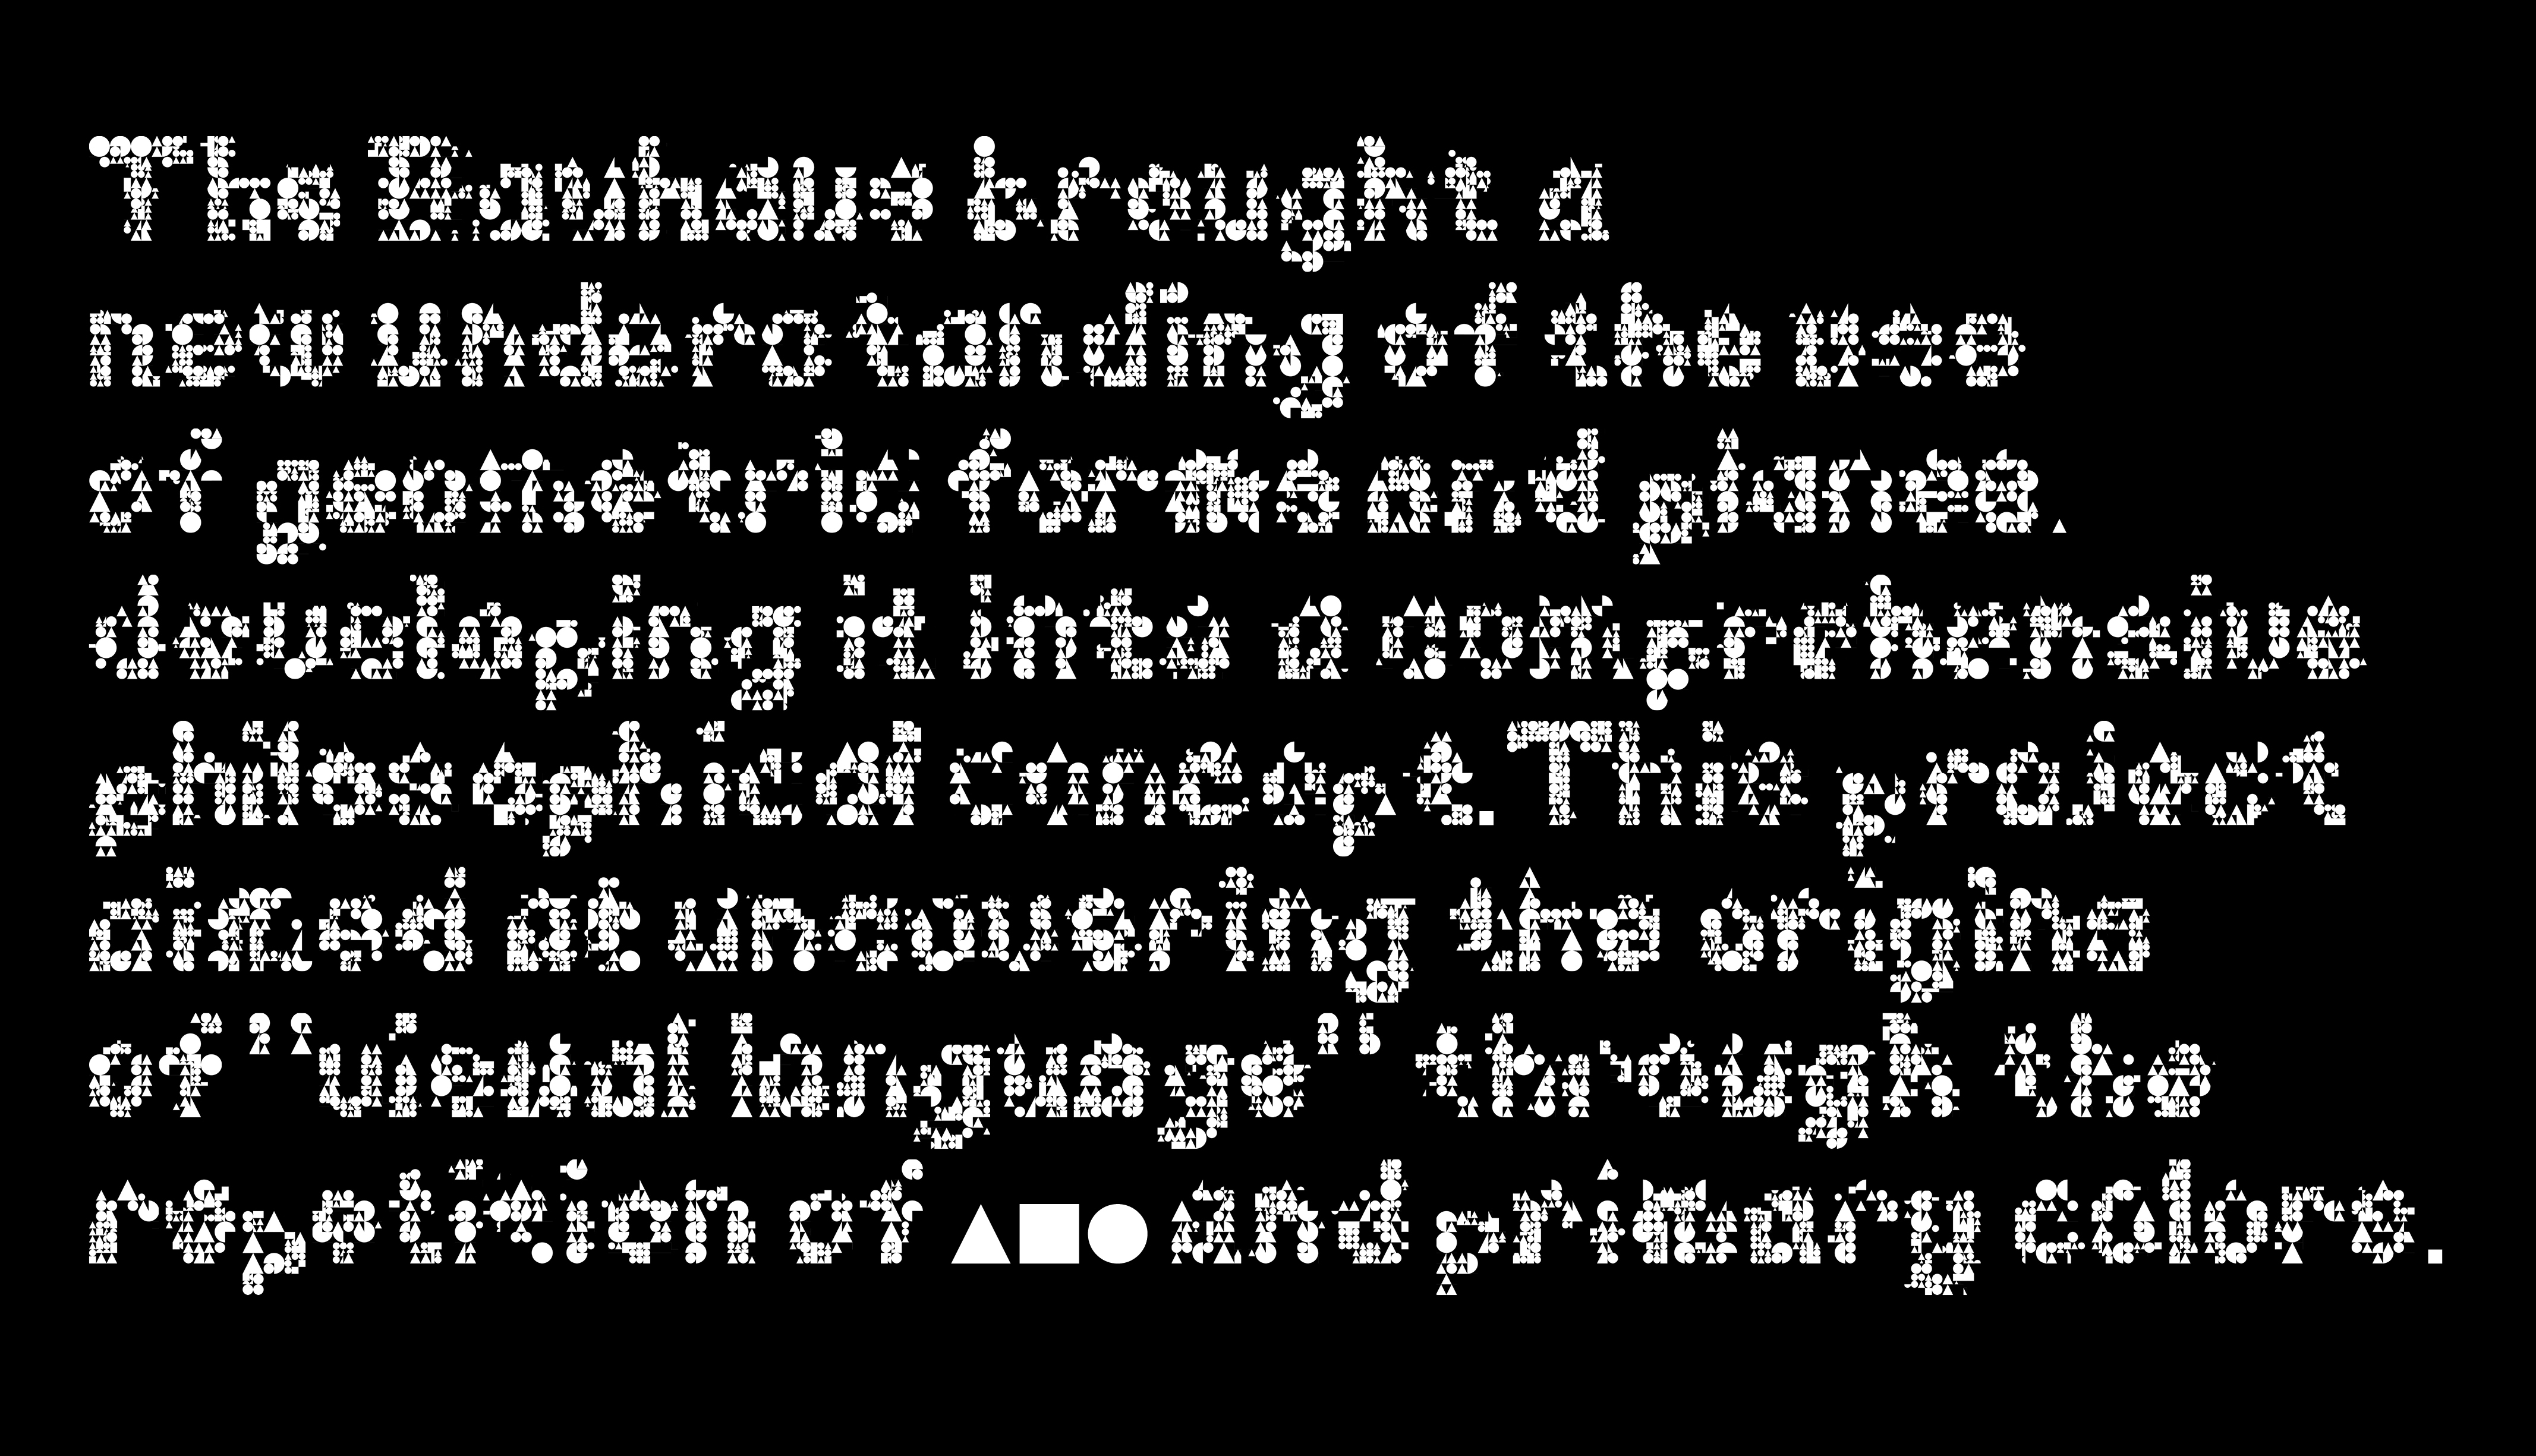 The Bauhaus brought a
new understanding of the use
of geometric forms and planes.
developing it into a comprehensive
philosophical concept. This project
aimed at uncovering the origins
of "visual language" through the
repetition of ▲■● and primary colors.